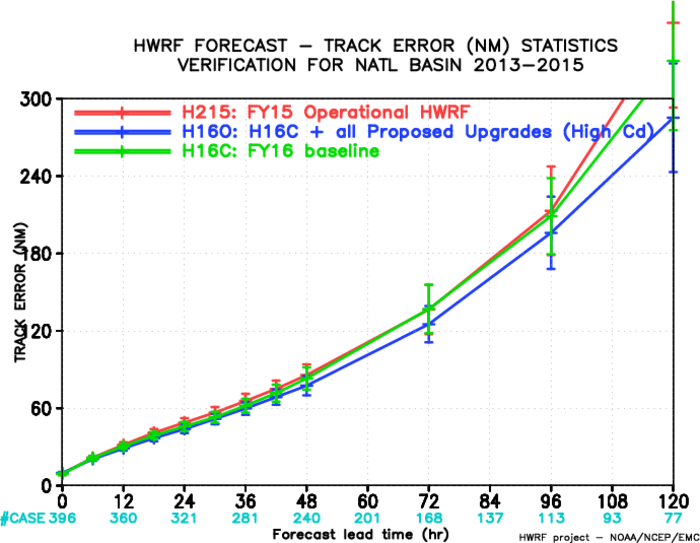 HWRF FORECAST – TRACK ERROR (NM) STATISTICS
VERIFICATION FOR NATL BASIN 2013–2015
H215: FY15 Operational HWRF
H16O: H16C + all Proposed Upgrades (High Cd)
H16C: FY16 baseline
TRACK ERROR (NM)
300
240
180
120
60
0
0 12 24 36 48 60 72 84 96 108 120
#CASE 396 360 321 281 240 201 168 137 113 93 77
Forecast lead time (hr)
HWRF project – NOAA/NCEP/EMC